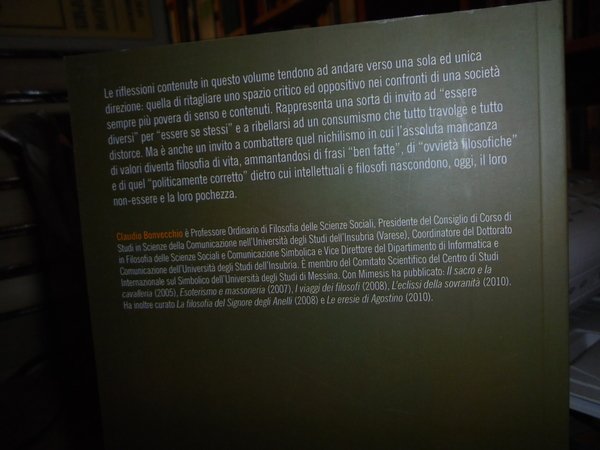 Le riflessioni contenute in questo volume tendono ad andare verso una sola ed unica
direzione: quella di ritagliare uno spazio critico ed oppositivo nei confronti di una società
sempre più povera di senso e contenuti. Rappresenta una sorta di invito ad “essere
diversi” per “essere se stessi” e a ribellarsi ad un consumismo che tutto travolge e tutto
distorce. Ma è anche un invito a combattere quel nichilismo in cui l’assoluta mancanza
di valori diventa filosofia di vita, ammantandosi di frasi “ben fatte”, di “ovvietà filosofiche”
e di quel “politicamente corretto” dietro cui intellettuali e filosofi nascondono, oggi, il loro
non-essere e la loro pochezza.
Claudio Bonvecchio è Professore Ordinario di Filosofia delle Scienze Sociali, Presidente del Consiglio di Corso di
Studi in Scienze della Comunicazione nell’Università degli Studi dell’Insubria (Varese), Coordinatore del Dottorato
in Filosofia delle Scienze Sociali e Comunicazione Simbolica e Vice Direttore del Dipartimento di Informatica e
Comunicazione dell’Università degli Studi dell’Insubria. È membro del Comitato Scientifico del Centro di Studi
Internazionale sul Simbolico dell’Università degli Studi di Messina. Con Mimesis ha pubblicato: Il sacro e la
cavalleria (2005), Esoterismo e massoneria (2007), I viaggi dei filosofi (2008), L’eclissi della sovranità (2010).
Ha inoltre curato La filosofia del Signore degli Anelli (2008) e Le eresie di Agostino (2010).